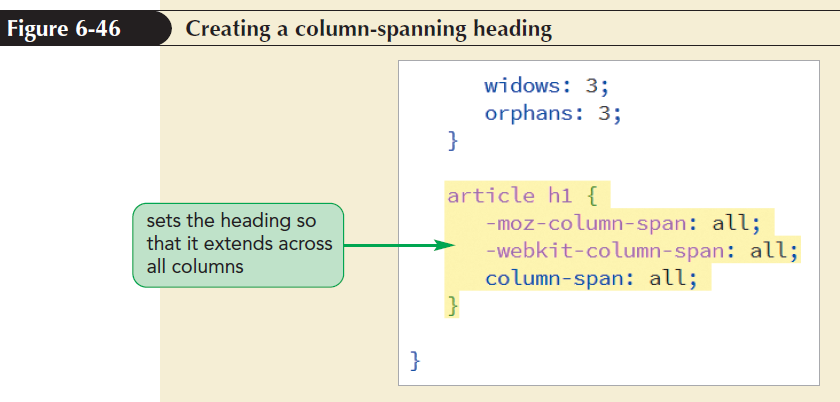 Figure 6-46 Creating a column-spanning heading
widows: 3;
orphans: 3;
}
article h1 {
-moz-column-span: all;
-webkit-column-span: all;
column-span: all;
}
}
sets the heading so
that it extends across
all columns